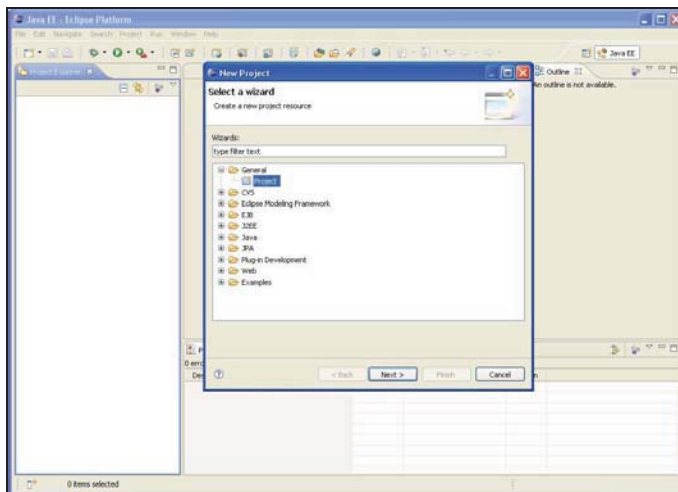 Java EE - Eclipse Platform
File Edit Navigate Search Project Run Window Help
Java EE
Project Explorer
Outline
An outline is not available.
New Project
Select a wizard
Create a new project resource
Wizards:
type filter text
General
Project
CVS
Eclipse Modeling Framework
EJB
J2EE
Java
JPA
Plug-in Development
Web
Examples
< Back
Next >
Finish
Cancel
0 items selected